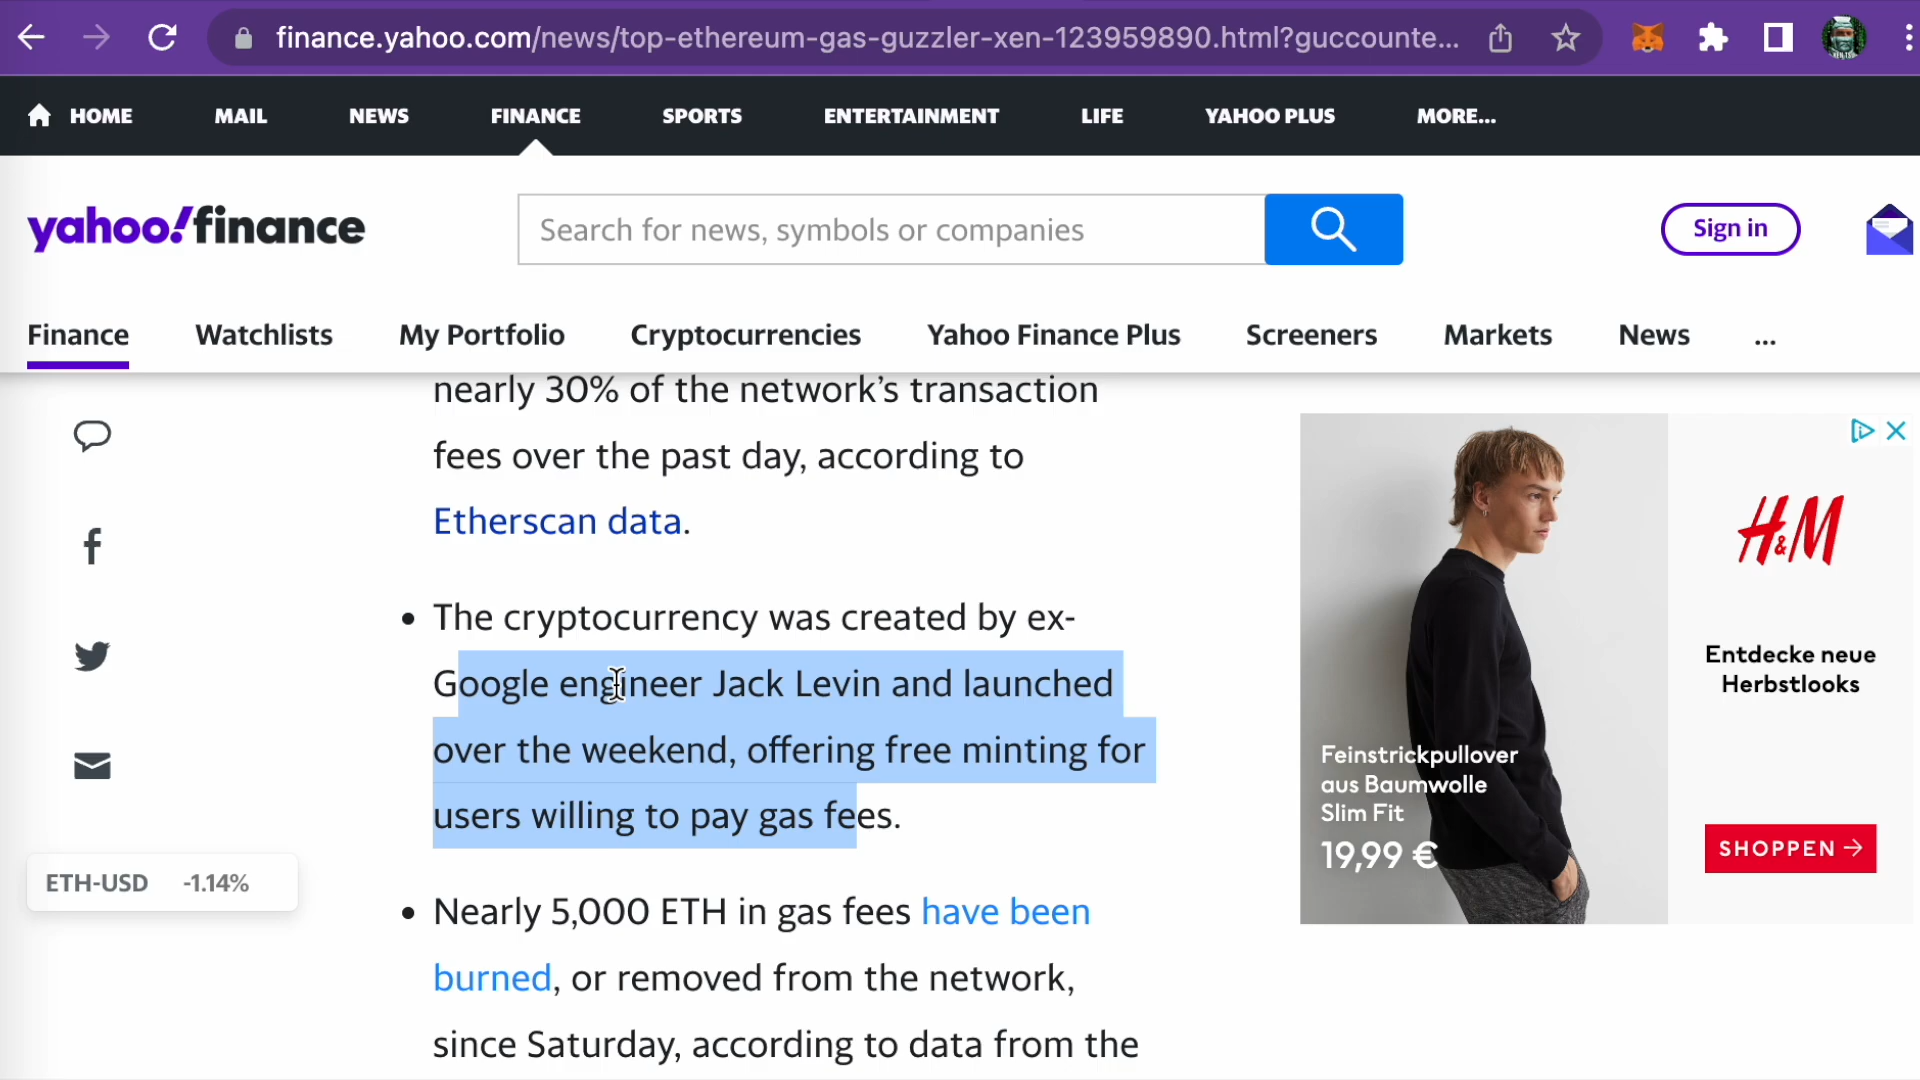 finance.yahoo.com/news/top-ethereum-gas-guzzler-xen-123959890.html?guccounte...
HOME MAIL NEWS FINANCE SPORTS ENTERTAINMENT LIFE YAHOO PLUS MORE...
yahoo!finance
Search for news, symbols or companies
Sign in
Finance Watchlists My Portfolio Cryptocurrencies Yahoo Finance Plus Screeners Markets News ...
nearly 30% of the network’s transaction
fees over the past day, according to
Etherscan data.
• The cryptocurrency was created by ex-
Google engineer Jack Levin and launched
over the weekend, offering free minting for
users willing to pay gas fees.
• Nearly 5,000 ETH in gas fees have been
burned, or removed from the network,
since Saturday, according to data from the
ETH-USD -1.14%
H&M
Entdecke neue
Herbstlooks
Feinstrickpullover
aus Baumwolle
Slim Fit
19,99 €
SHOPPEN →